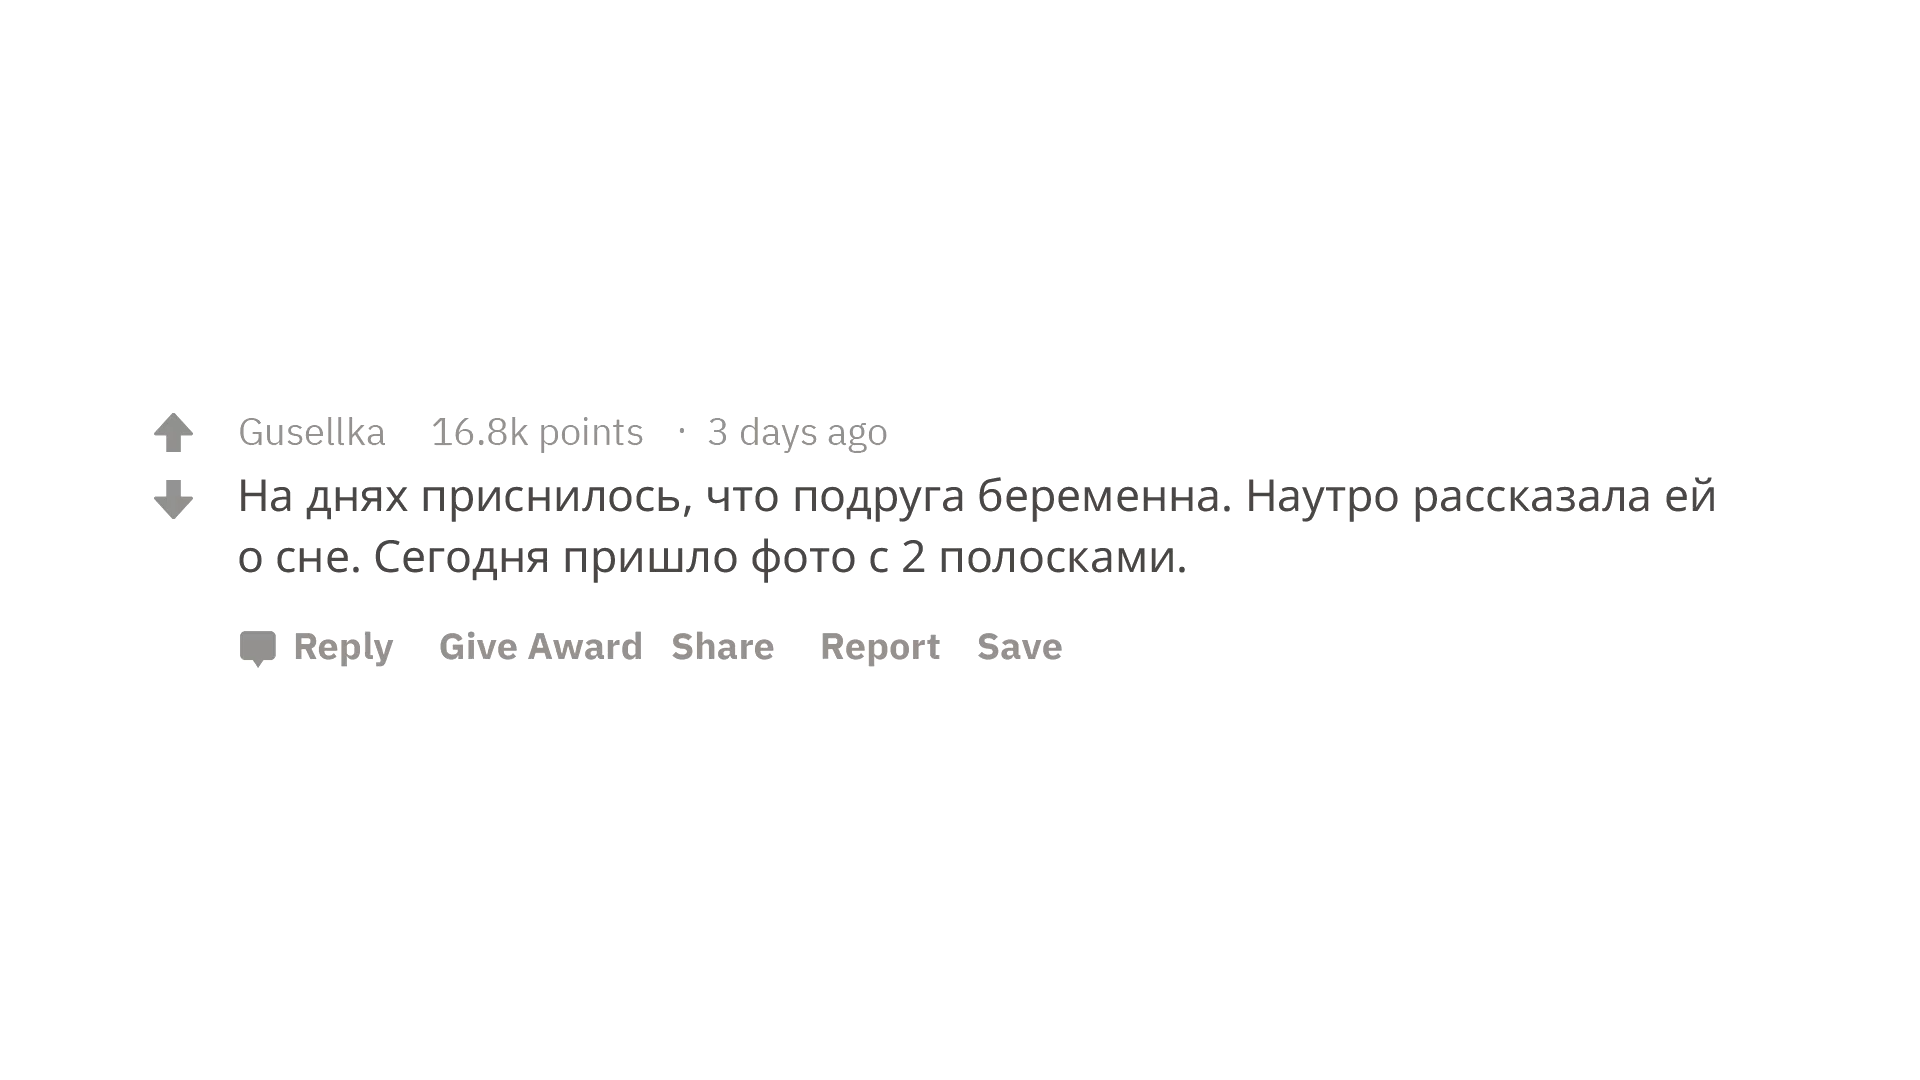 Gusellka 16.8k points · 3 days ago
На днях приснилось, что подруга беременна. Наутро рассказала ей
о сне. Сегодня пришло фото с 2 полосками.
Reply Give Award Share Report Save